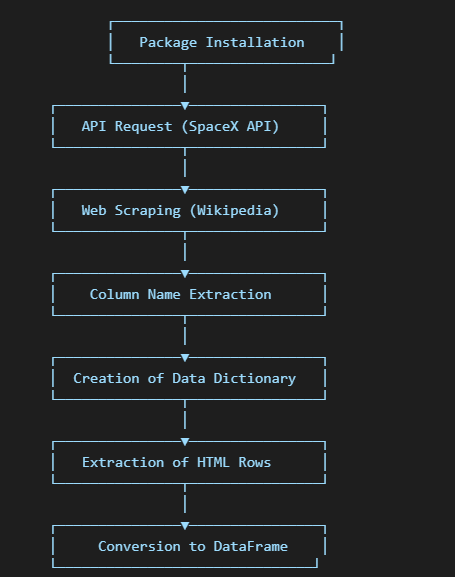 Package Installation
API Request (SpaceX API)
Web Scraping (Wikipedia)
Column Name Extraction
Creation of Data Dictionary
Extraction of HTML Rows
Conversion to DataFrame